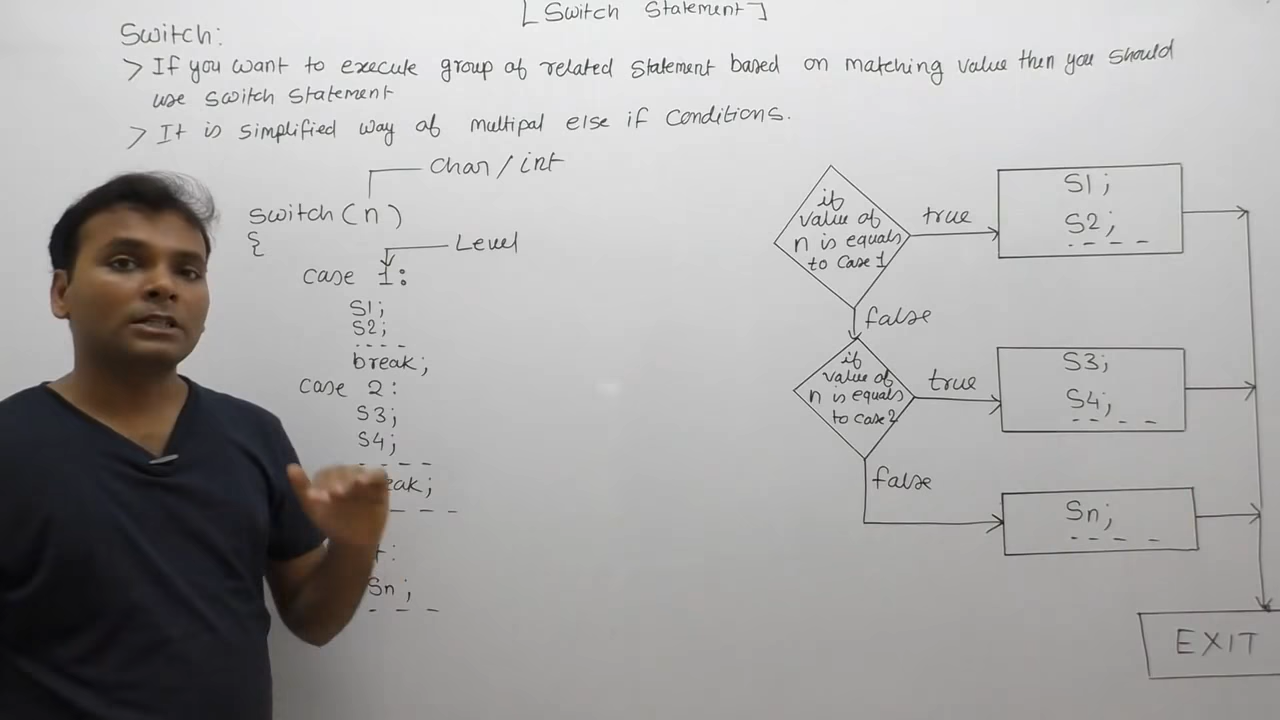 [Switch Statement]
Switch:
> If you want to execute group of related statement based on matching value then you should
use switch statement
> It is simplified way of multipal else if conditions.
Char / int
switch(n)
{
Level
case 1:
S1;
S2;
- - - -
break;
case 2:
S3;
S4;
- - - -
eak;
- - - -
t:
Sn;
- - - -
if
value of
n is equals
to case 1
true
S1;
S2;
- - - -
false
if
value of
n is equals
to case 2
true
S3;
S4;
- - - -
false
Sn;
- - - -
EXIT